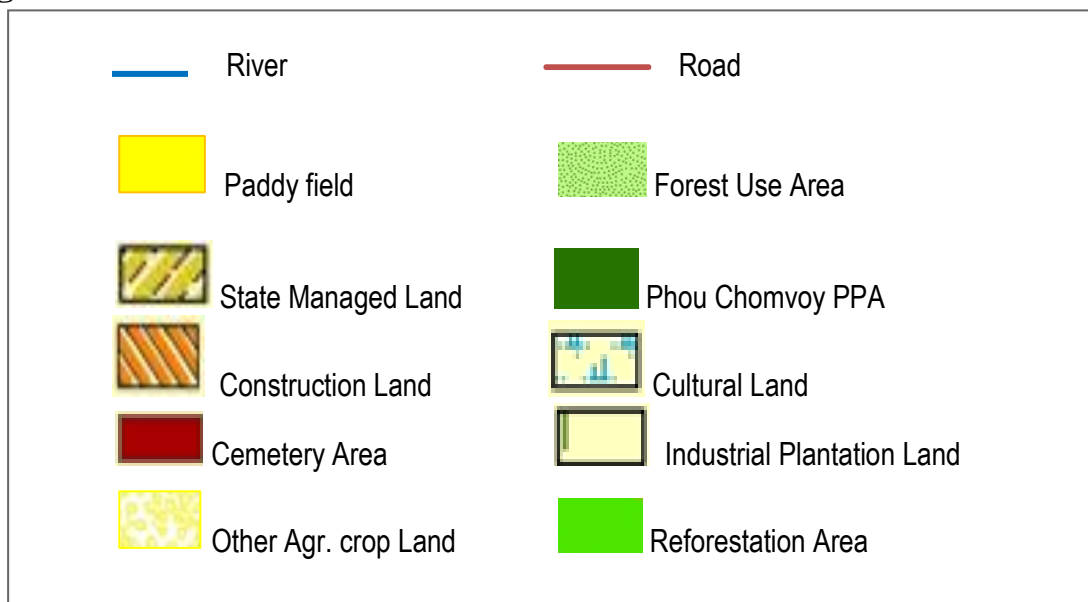 River
Road
Paddy field
Forest Use Area
State Managed Land
Phou Chomvoy PPA
Construction Land
Cultural Land
Cemetery Area
Industrial Plantation Land
Other Agr. crop Land
Reforestation Area